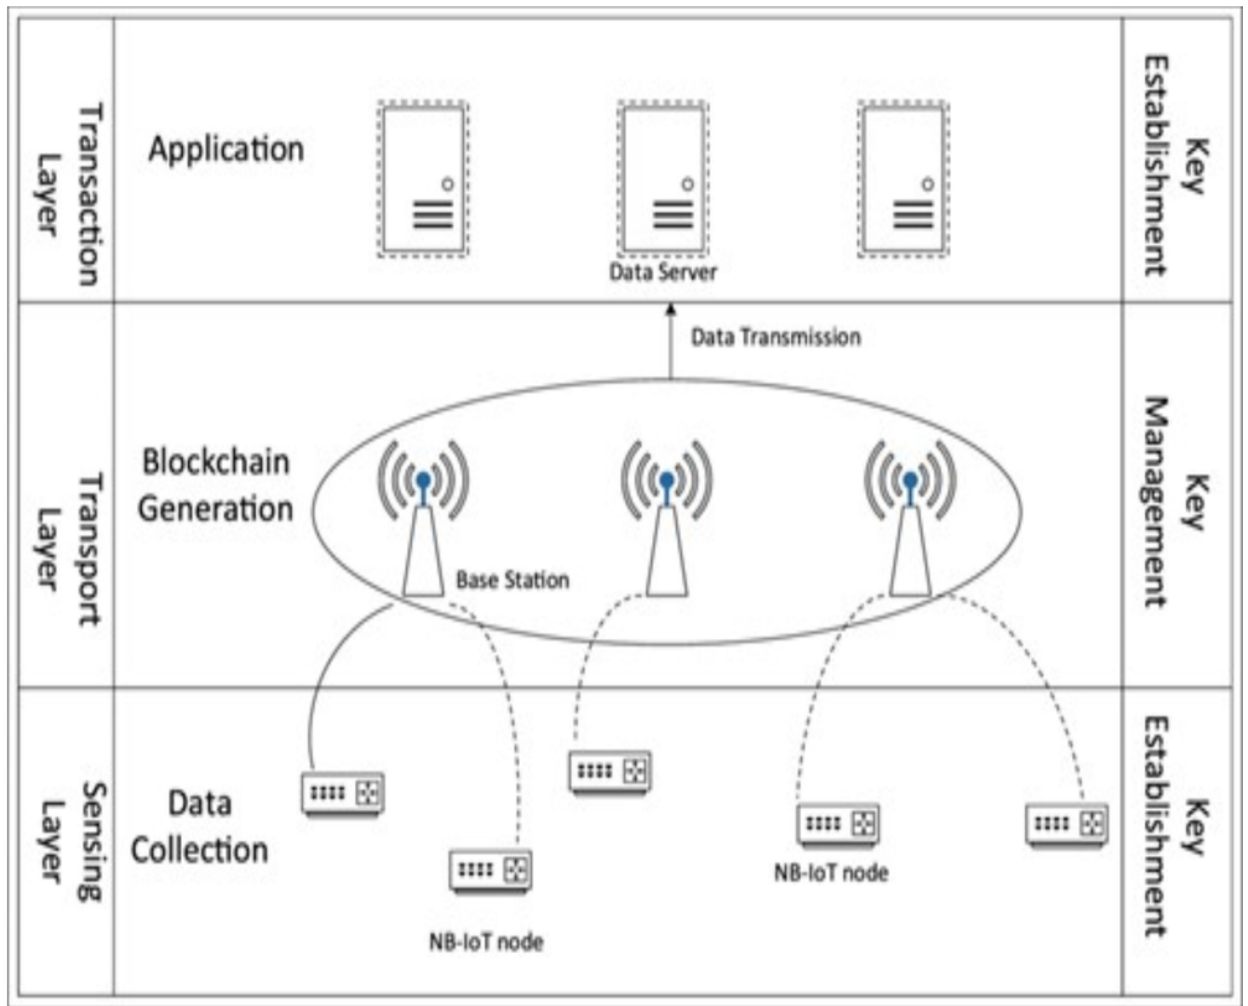 Transaction
Layer
Application
Data Server
Key
Establishment
Data Transmission
Transport
Layer
Blockchain
Generation
Base Station
Key
Management
Sensing
Layer
Data
Collection
NB-IoT node
NB-IoT node
Key
Establishment